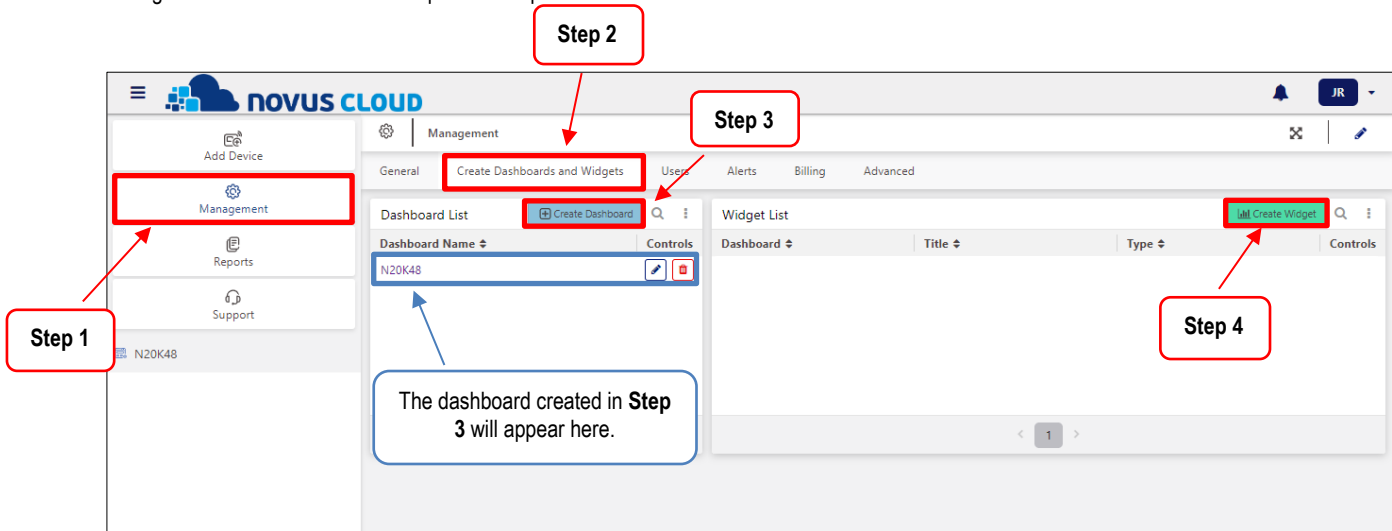 Step 2
NOVUS CLOUD
JR
Step 3
Add Device
Management
General Create Dashboards and Widgets Users Alerts Billing Advanced
Management
Dashboard List Create Dashboard Widget List Create Widget
Dashboard Name Controls Dashboard Title Type Controls
Reports
N20K48
Support
Step 1
Step 4
N20K48
The dashboard created in Step
3 will appear here.
1